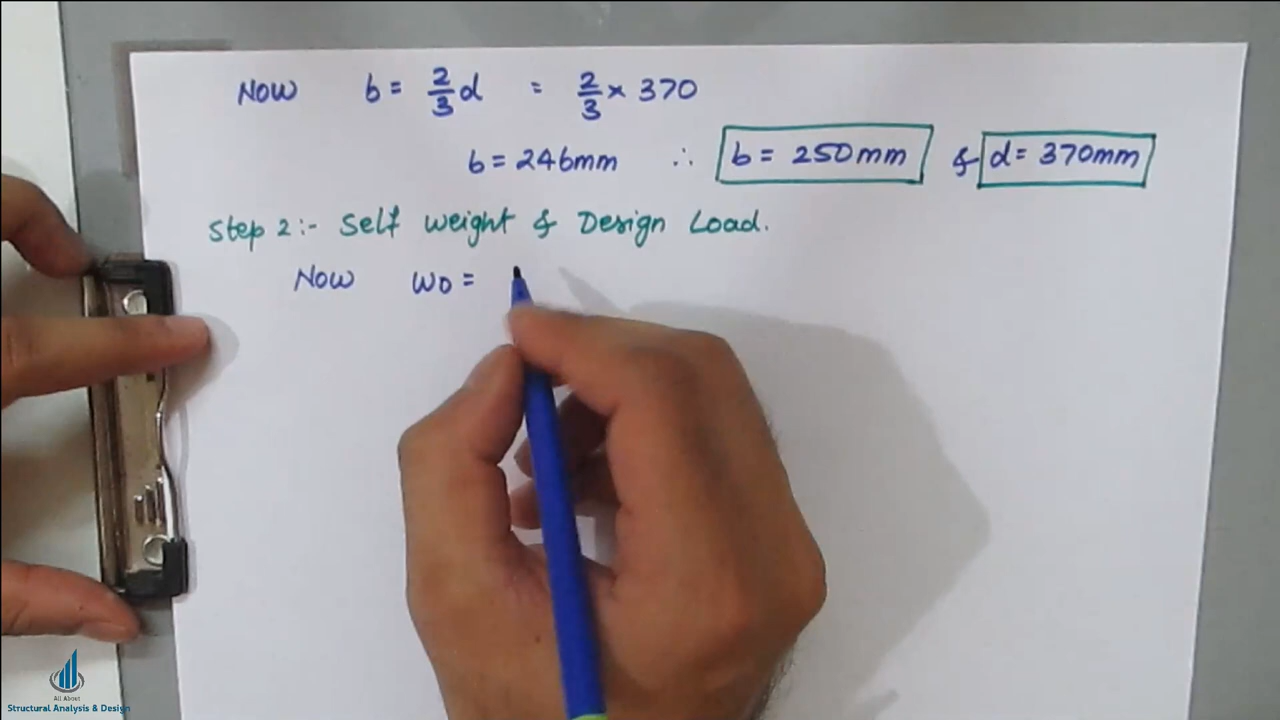 Now b = 2/3 d = 2/3 × 370
b = 246mm ∴ b = 250mm & d = 370mm
Step 2:- Self Weight & Design Load.
Now WD =
All About
Structural Analysis & Design